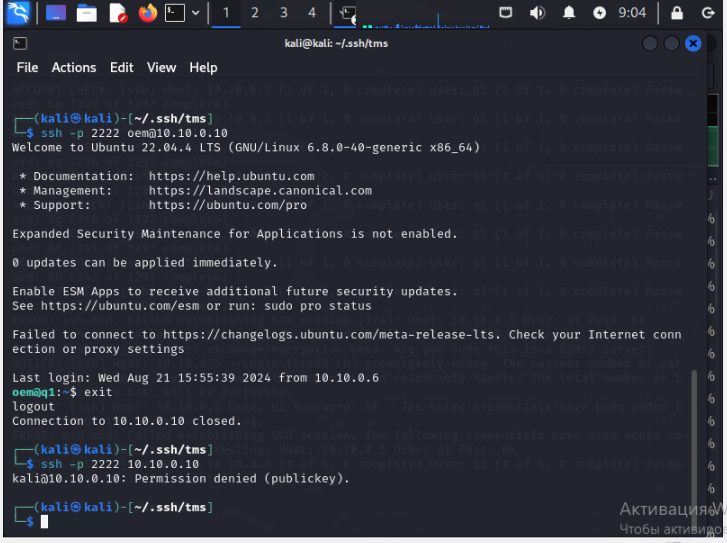 1 2 3 4 9:04
kali@kali: ~/.ssh/tms
File Actions Edit View Help
┌──(kali㉿kali)-[~/.ssh/tms]
└─$ ssh -p 2222 oem@10.10.0.10
Welcome to Ubuntu 22.04.4 LTS (GNU/Linux 6.8.0-40-generic x86_64)
* Documentation: https://help.ubuntu.com
* Management: https://landscape.canonical.com
* Support: https://ubuntu.com/pro
Expanded Security Maintenance for Applications is not enabled.
0 updates can be applied immediately.
Enable ESM Apps to receive additional future security updates.
See https://ubuntu.com/esm or run: sudo pro status
Failed to connect to https://changelogs.ubuntu.com/meta-release-lts. Check your Internet conn
ection or proxy settings
Last login: Wed Aug 21 15:55:39 2024 from 10.10.0.6
oem@q1:~$ exit
logout
Connection to 10.10.0.10 closed.
┌──(kali㉿kali)-[~/.ssh/tms]
└─$ ssh -p 2222 10.10.0.10
kali@10.10.0.10: Permission denied (publickey).
┌──(kali㉿kali)-[~/.ssh/tms]
└─$
Активация W
Чтобы активиро